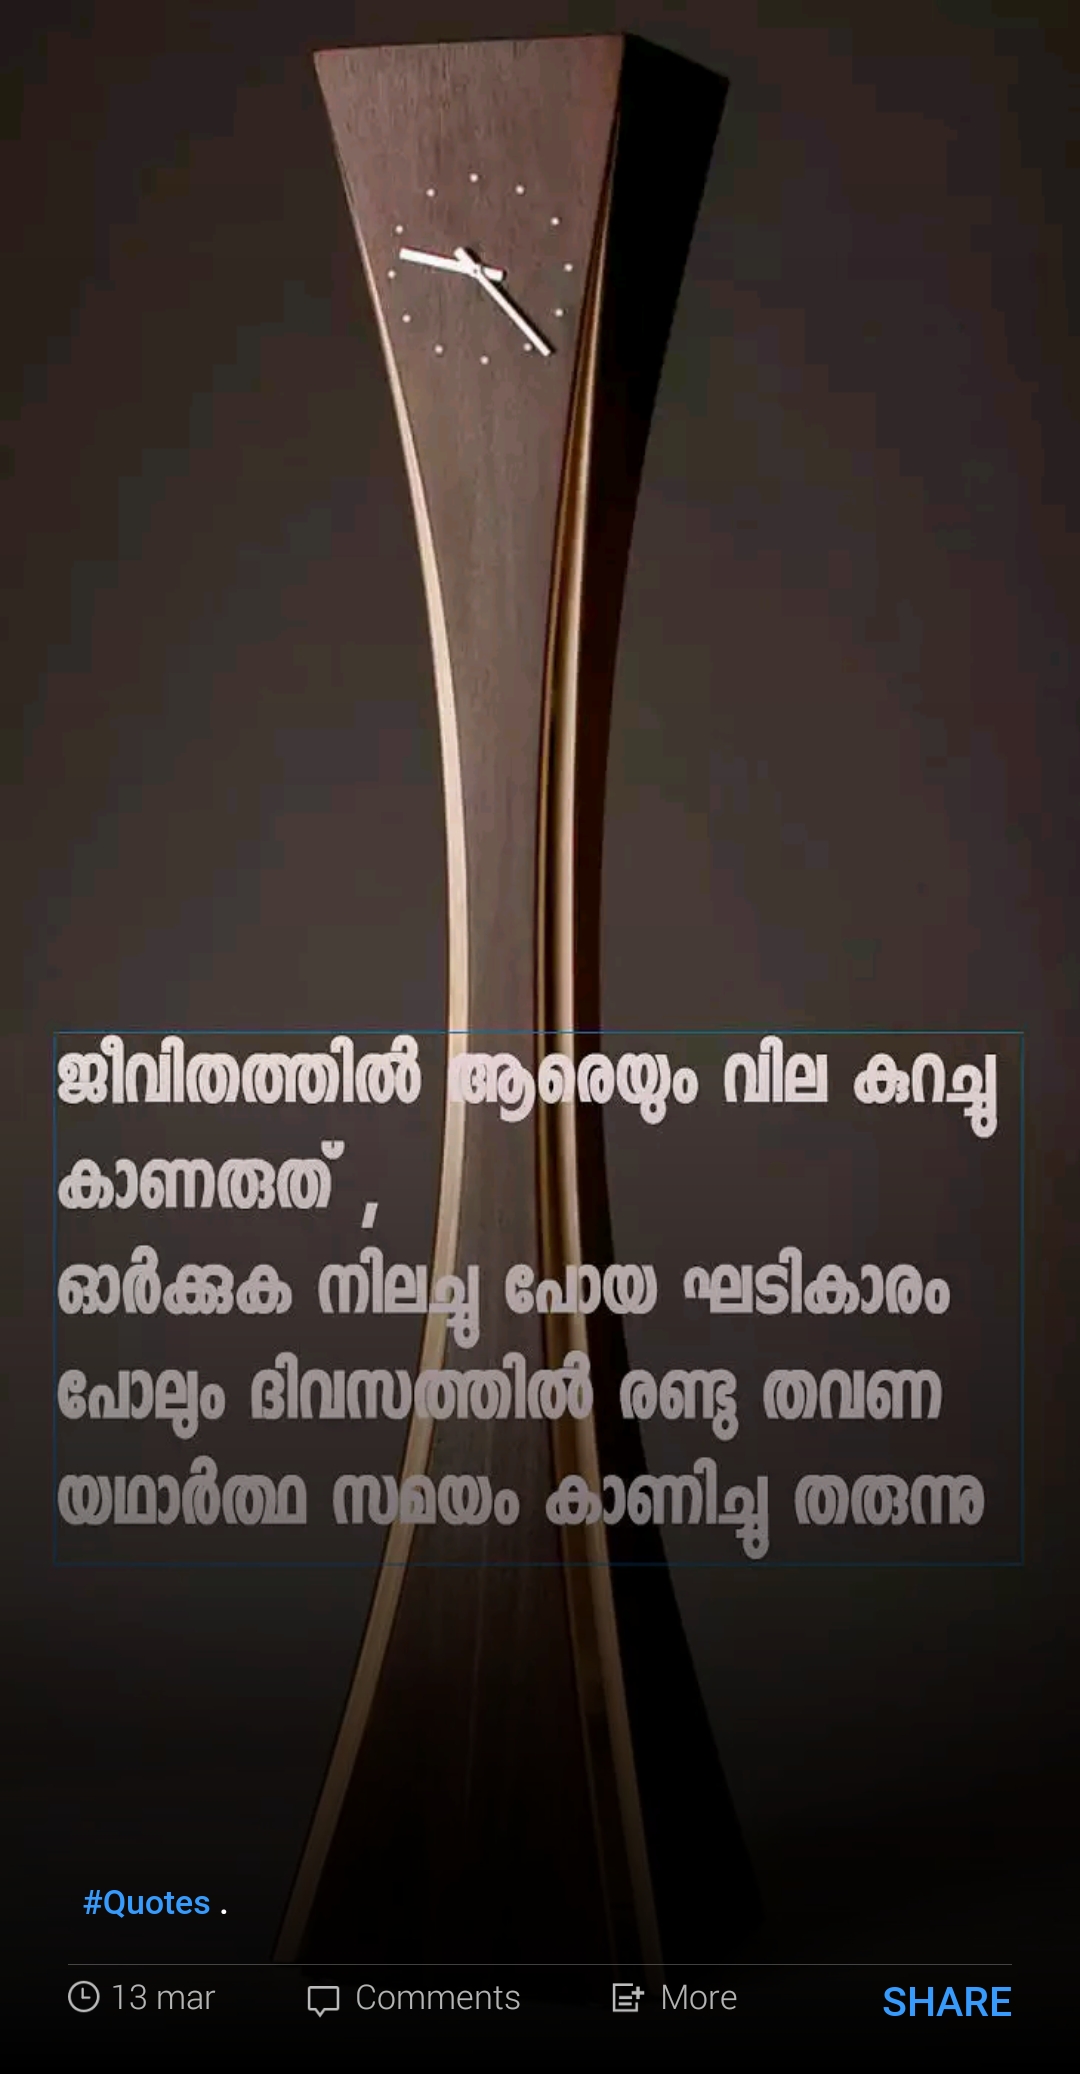 ജീവിതത്തിൽ ആരെയും വില കുറച്ചു
കാണരുത് ,
ഓർക്കുക നിലച്ചു പോയ ഘടികാരം
പോലും ദിവസത്തിൽ രണ്ടു തവണ
യഥാർത്ഥ സമയം കാണിച്ചു തരുന്നു
#Quotes .
13 mar
Comments
More
SHARE